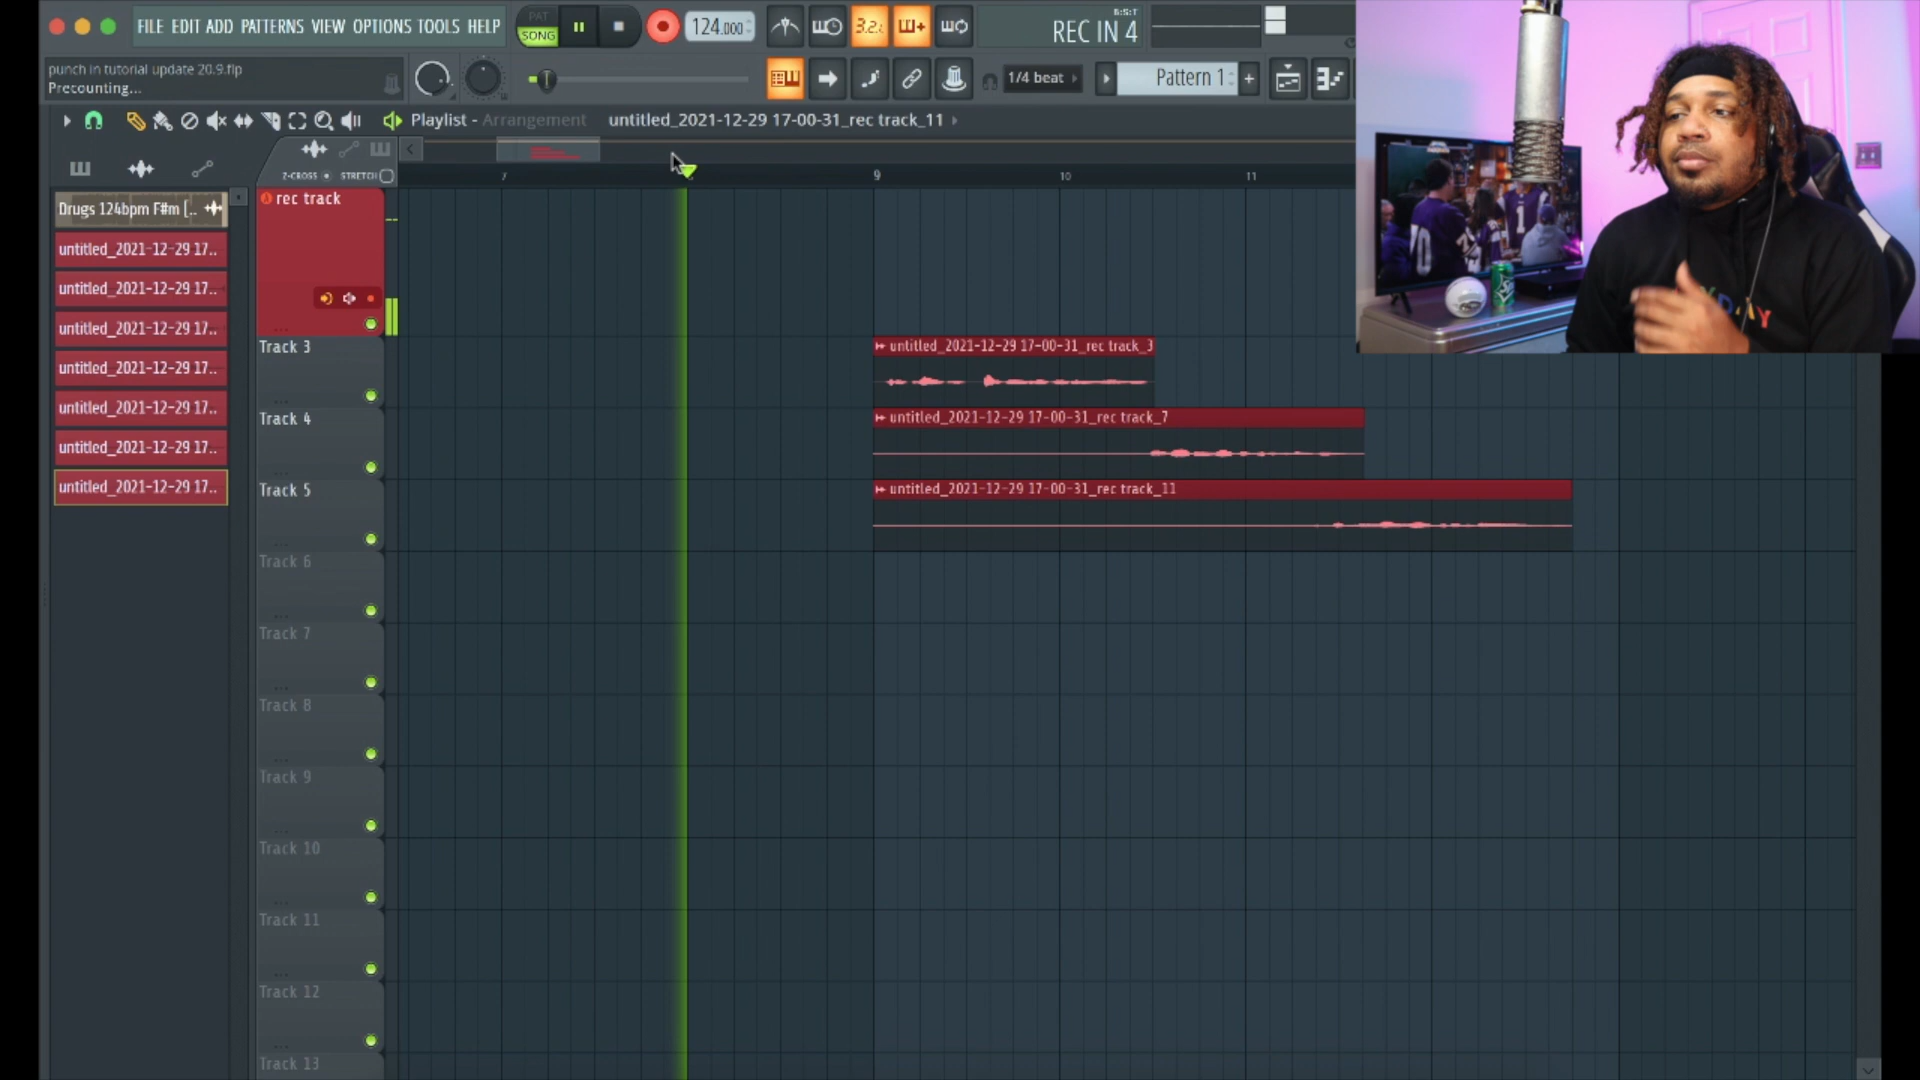 FILE EDIT ADD PATTERNS VIEW OPTIONS TOOLS HELP
PAT
SONG
124.000
3.2.
B:S:T
REC IN 4
punch in tutorial update 20.9.flp
Precounting...
1/4 beat
Pattern 1
+
Playlist - Arrangement
untitled_2021-12-29 17-00-31_rec track_11
Z-CROSS
STRETCH
7
9
10
11
Drugs 124bpm F#m [..
untitled_2021-12-29 17..
untitled_2021-12-29 17..
untitled_2021-12-29 17..
untitled_2021-12-29 17..
untitled_2021-12-29 17..
untitled_2021-12-29 17..
untitled_2021-12-29 17..
rec track
Track 3
untitled_2021-12-29 17-00-31_rec track_3
Track 4
untitled_2021-12-29 17-00-31_rec track_7
Track 5
untitled_2021-12-29 17-00-31_rec track_11
Track 6
Track 7
Track 8
Track 9
Track 10
Track 11
Track 12
Track 13